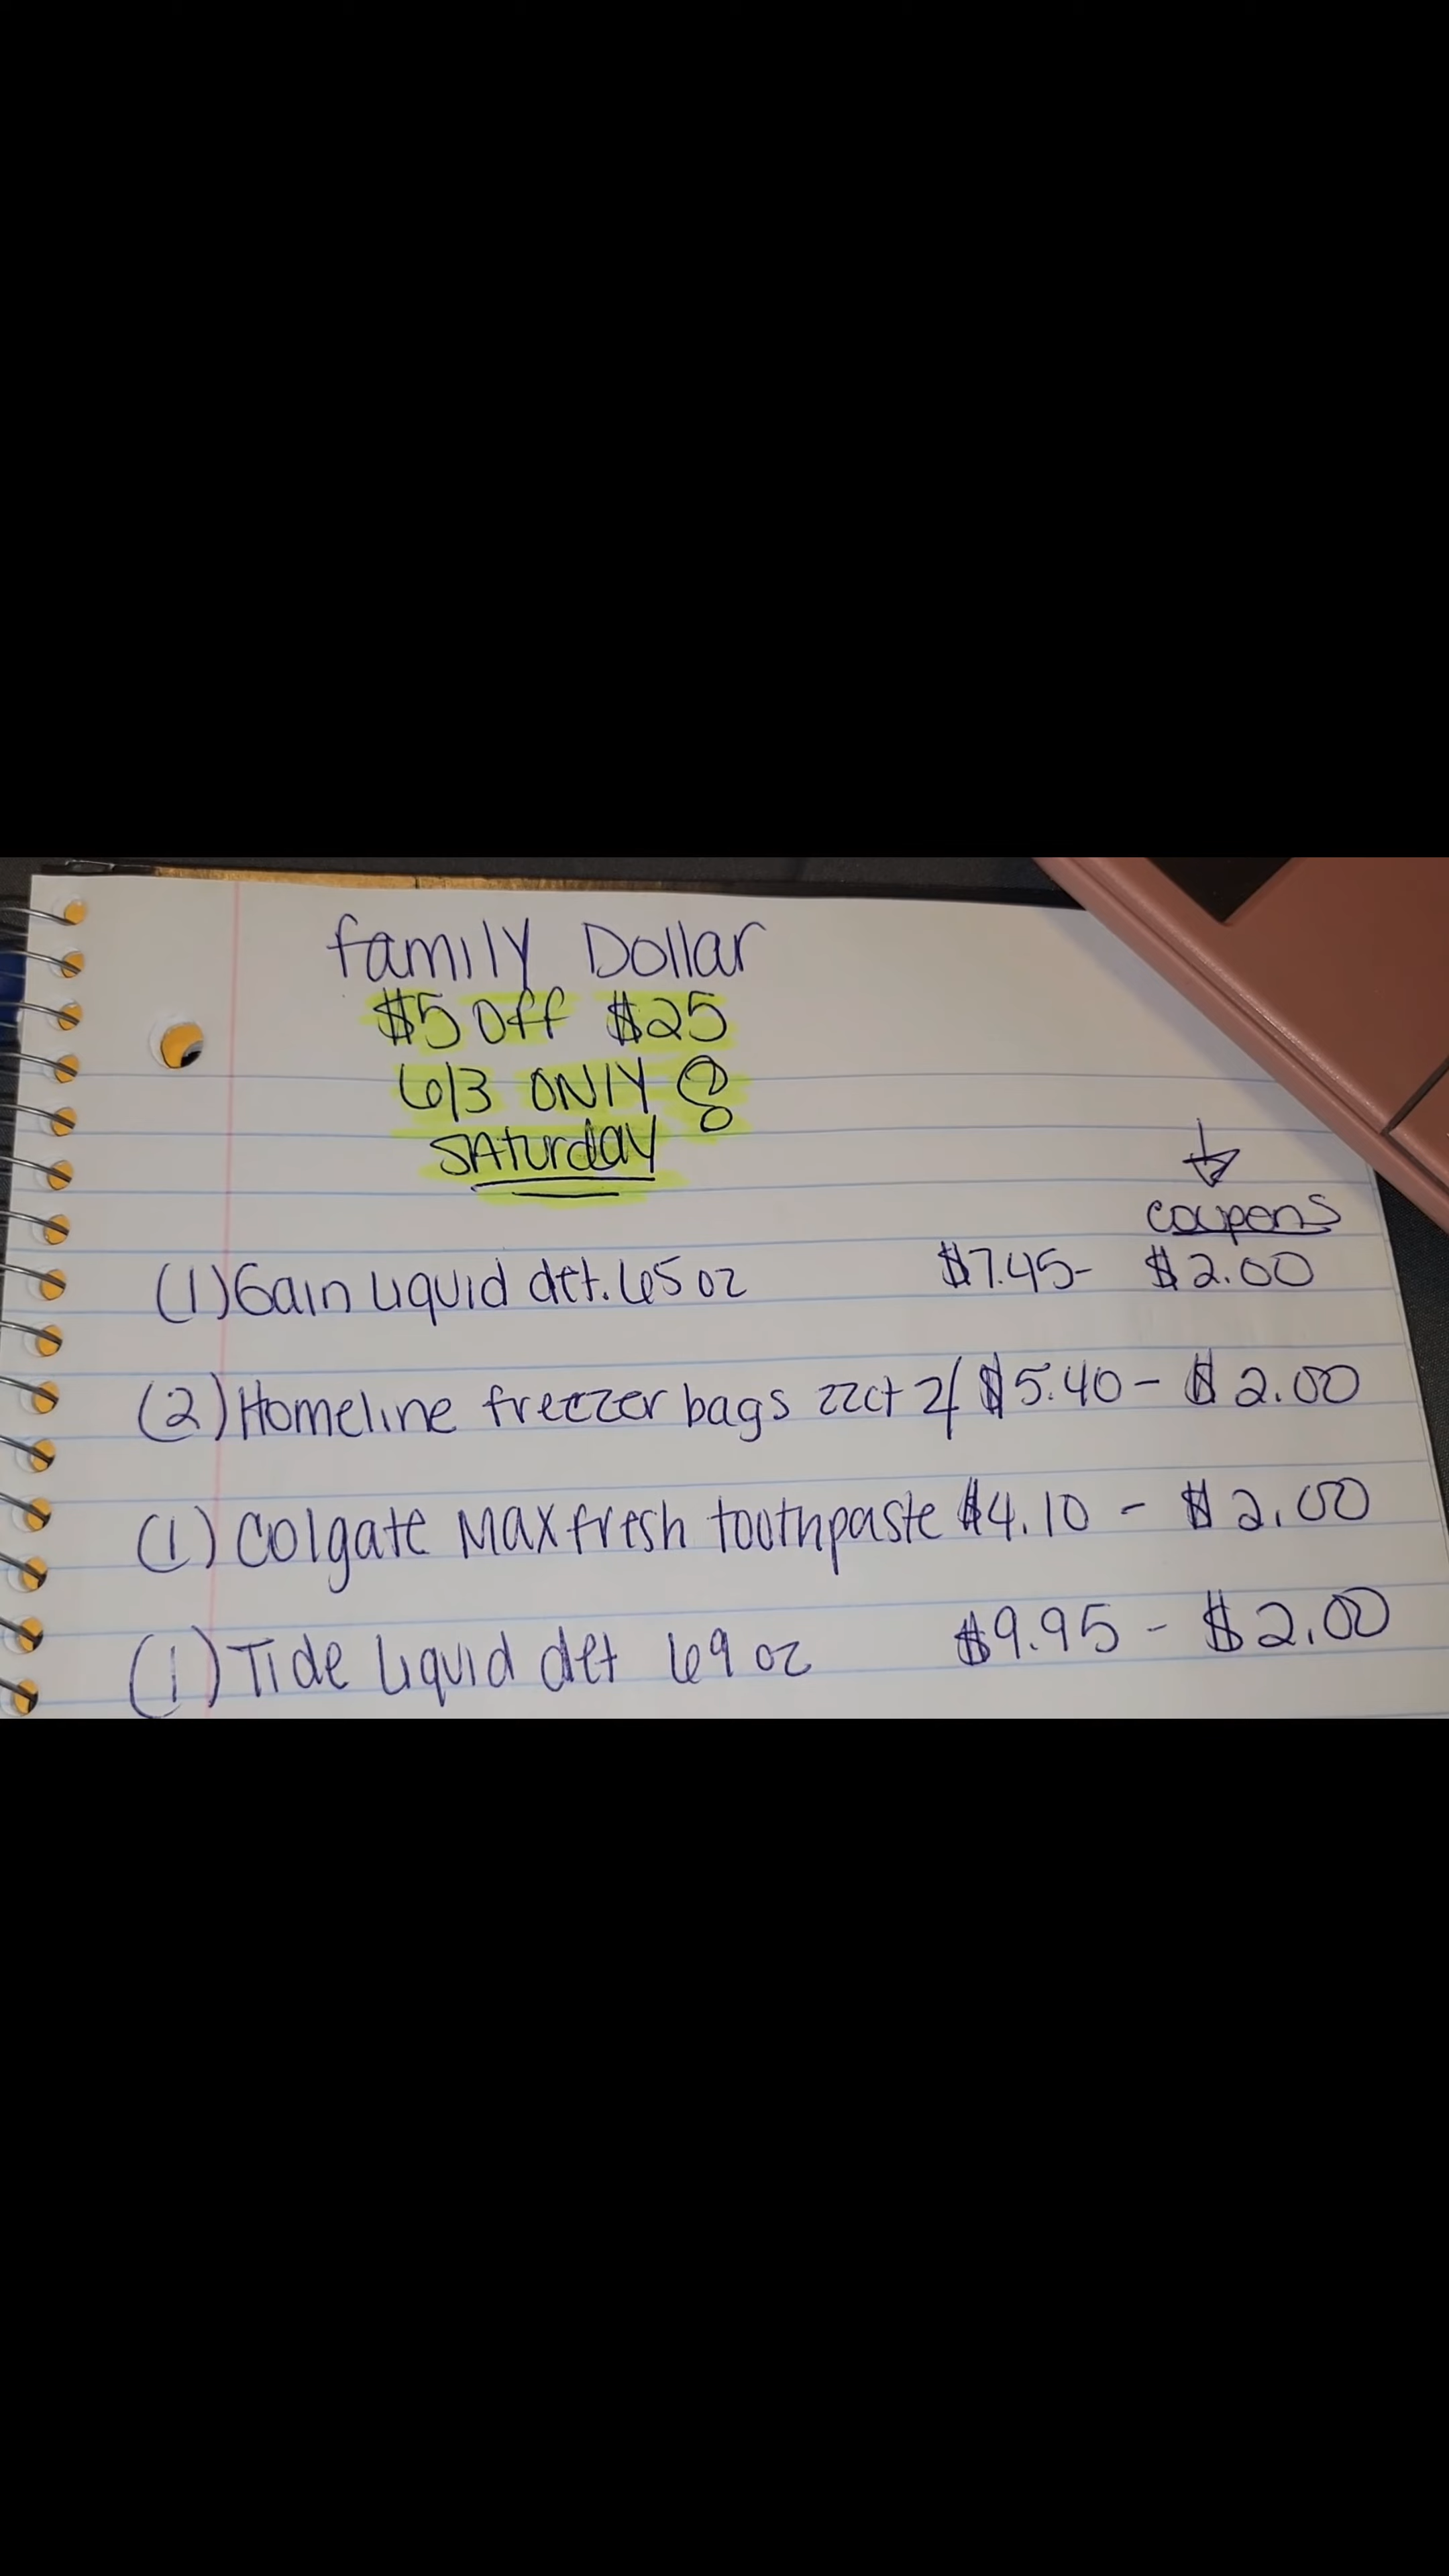 Family Dollar
$5 off $25
6/3 ONLY!
SATurday
coupons
(1) Gain Liquid det. 65 oz $7.45- $2.00
(2) Homeline freezer bags 22ct 2/ $5.40 - $2.00
(1) Colgate Max fresh toothpaste $4.10 - $2.00
(1) Tide Liquid det 69 oz $9.95 - $2.00